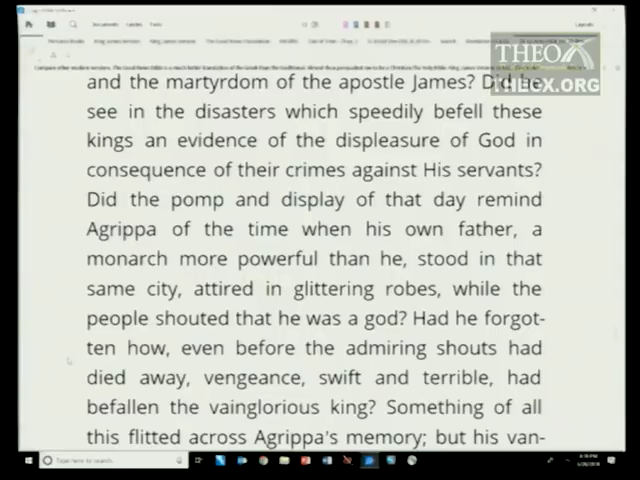 THEO
THEOX.ORG
and the martyrdom of the apostle James? Did he
see in the disasters which speedily befell these
kings an evidence of the displeasure of God in
consequence of their crimes against His servants?
Did the pomp and display of that day remind
Agrippa of the time when his own father, a
monarch more powerful than he, stood in that
same city, attired in glittering robes, while the
people shouted that he was a god? Had he forgot-
ten how, even before the admiring shouts had
died away, vengeance, swift and terrible, had
befallen the vainglorious king? Something of all
this flitted across Agrippa's memory; but his van-
Type here to search